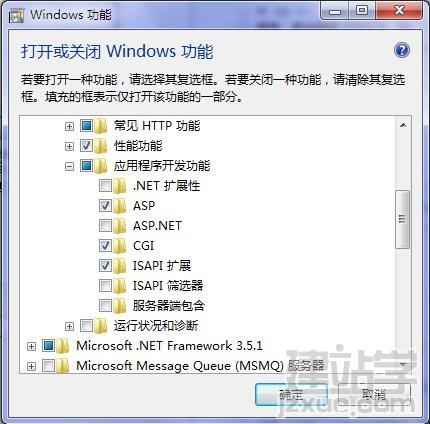 Windows 功能
打开或关闭 Windows 功能
若要打开一种功能，请选择其复选框。若要关闭一种功能，请清除其复选
框。填充的框表示仅打开该功能的一部分。
常见 HTTP 功能
性能功能
应用程序开发功能
.NET 扩展性
ASP
ASP.NET
CGI
ISAPI 扩展
ISAPI 筛选器
服务器端包含
运行状况和诊断
Microsoft .NET Framework 3.5.1
Microsoft Message Queue (MSMQ) 服务器
确定 取消
建站学
jzxue.com